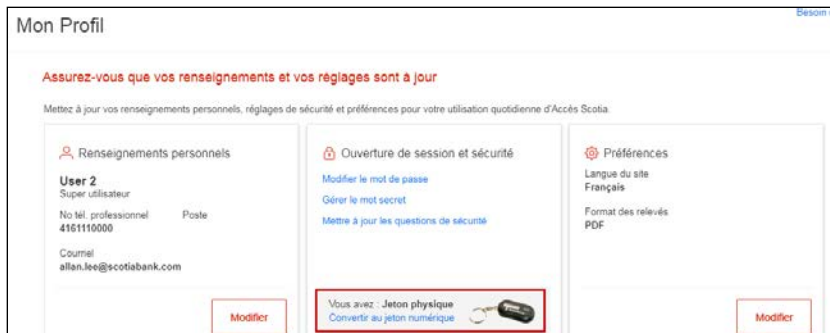 Besoin
Mon Profil
Assurez-vous que vos renseignements et vos réglages sont à jour
Mettez à jour vos renseignements personnels, réglages de sécurité et préférences pour votre utilisation quotidienne d'Accès Scotia.
Renseignements personnels
User 2
Super utilisateur
No tél. professionnel Poste
4161110000
Courriel
allan.lee@scotiabank.com
Modifier
Ouverture de session et sécurité
Modifier le mot de passe
Gérer le mot secret
Mettre à jour les questions de sécurité
Vous avez : Jeton physique
Convertir au jeton numérique
Préférences
Langue du site
Français
Format des relevés
PDF
Modifier